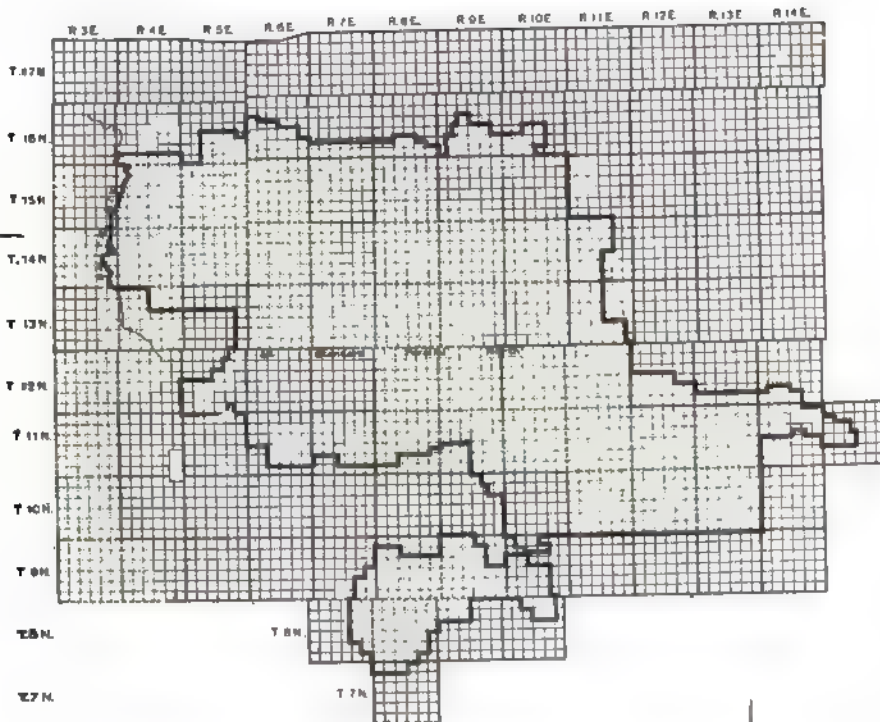 R.3E. R.4E. R.5E. R.6E. R.7E. R.8E. R.9E. R.10E. R.11E. R.12E. R.13E. R.14E.
T.17N.
T.16N.
T.15N.
T.14N.
T.13N.
T.12N.
T.11N.
T.10N.
T.9N.
T.8N. T.8N.
T.7N. T.7N.